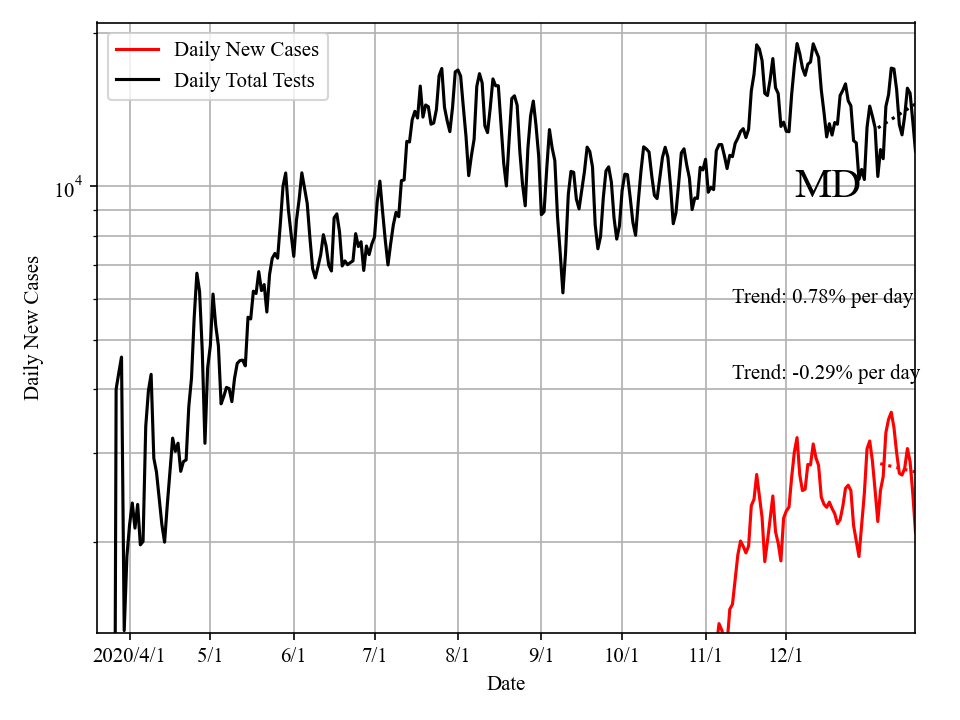 Daily New Cases
Daily Total Tests
10^4
MD
Trend: 0.78% per day
Trend: -0.29% per day
Daily New Cases
2020/4/1 5/1 6/1 7/1 8/1 9/1 10/1 11/1 12/1
Date